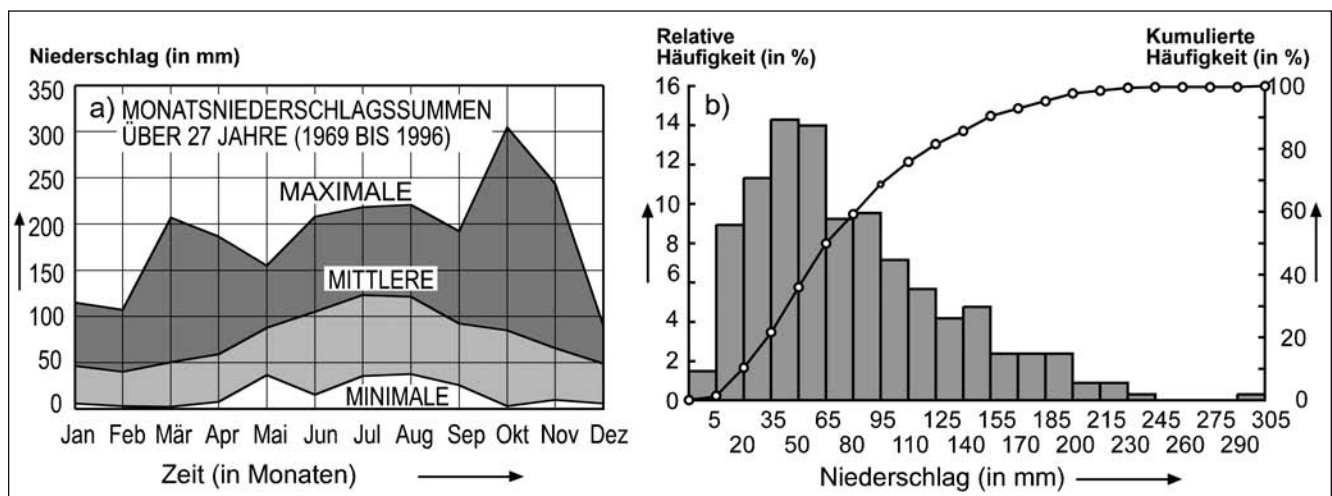 Niederschlag (in mm)
350
300
250
200
150
100
50
0
a) MONATSNIEDERSCHLAGSSUMMEN
ÜBER 27 JAHRE (1969 BIS 1996)
MAXIMALE
MITTLERE
MINIMALE
Jan Feb Mär Apr Mai Jun Jul Aug Sep Okt Nov Dez
Zeit (in Monaten)
Relative
Häufigkeit (in %)
Kumulierte
Häufigkeit (in %)
b)
16
14
12
10
8
6
4
2
0
100
80
60
40
20
0
5 35 65 95 125 155 185 215 245 275 305
20 50 80 110 140 170 200 230 260 290
Niederschlag (in mm)